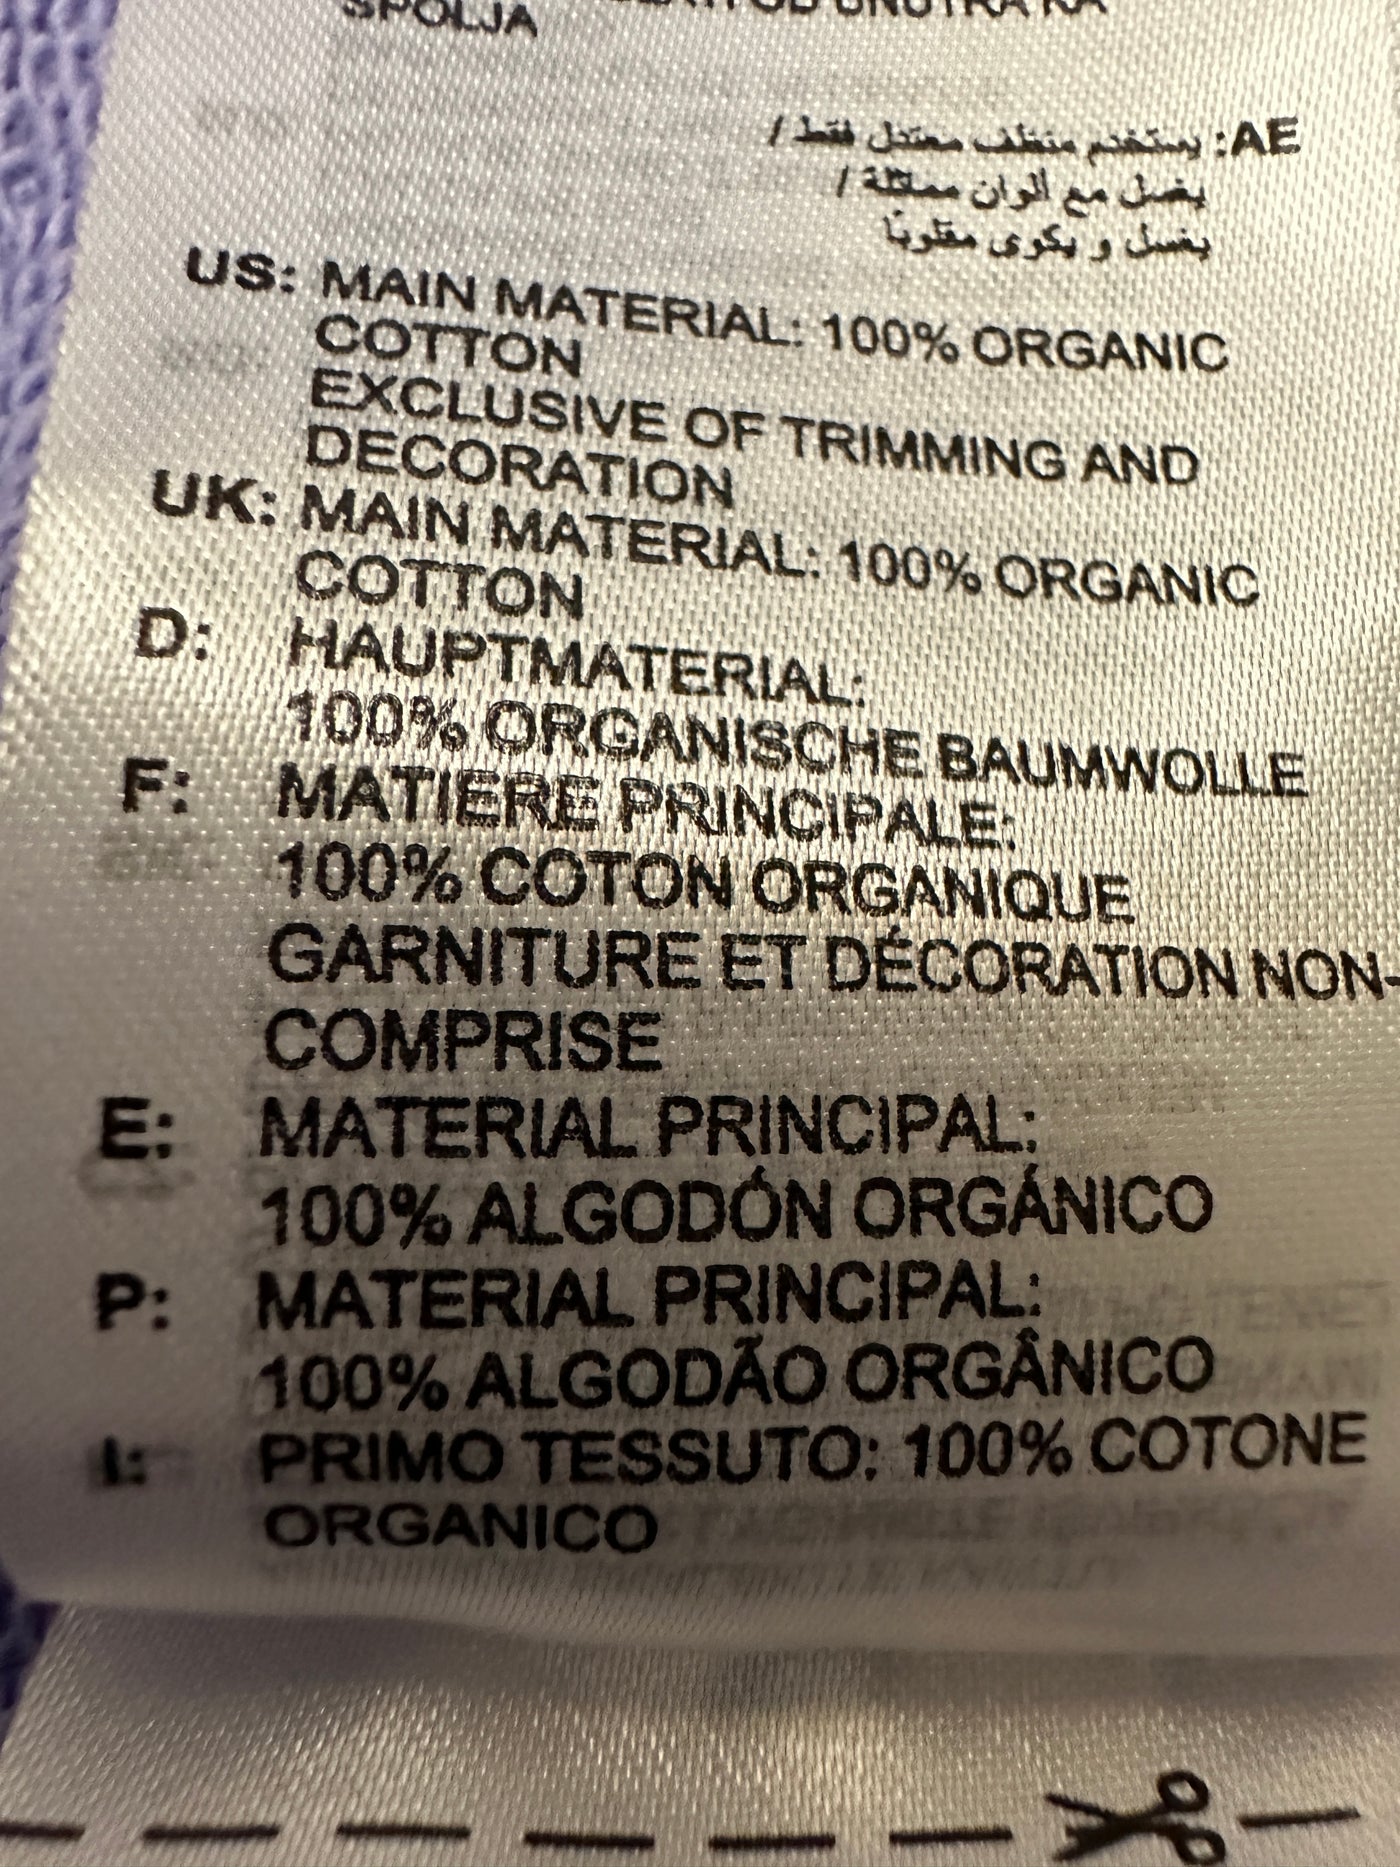 SPOLJA
AE: يستخدم منظف معتدل فقط /
يغسل مع ألوان مماثلة /
يغسل و يكوى مقلوبًا
US: MAIN MATERIAL: 100% ORGANIC
COTTON
EXCLUSIVE OF TRIMMING AND
DECORATION
UK: MAIN MATERIAL: 100% ORGANIC
COTTON
D: HAUPTMATERIAL:
100% ORGANISCHE BAUMWOLLE
F: MATIERE PRINCIPALE:
100% COTON ORGANIQUE
GARNITURE ET DÉCORATION NON-
COMPRISE
E: MATERIAL PRINCIPAL:
100% ALGODÓN ORGÁNICO
P: MATERIAL PRINCIPAL:
100% ALGODÃO ORGÂNICO
I: PRIMO TESSUTO: 100% COTONE
ORGANICO